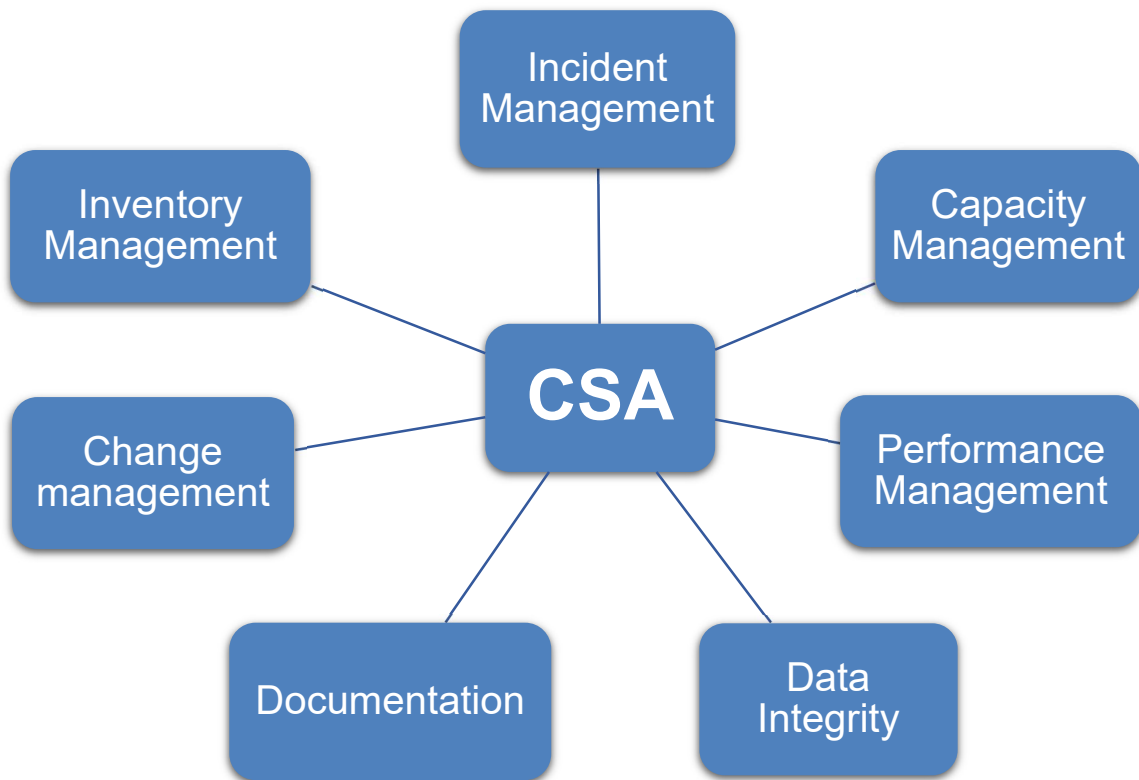 Incident
Management
Inventory
Management
Capacity
Management
CSA
Change
management
Performance
Management
Documentation
Data
Integrity